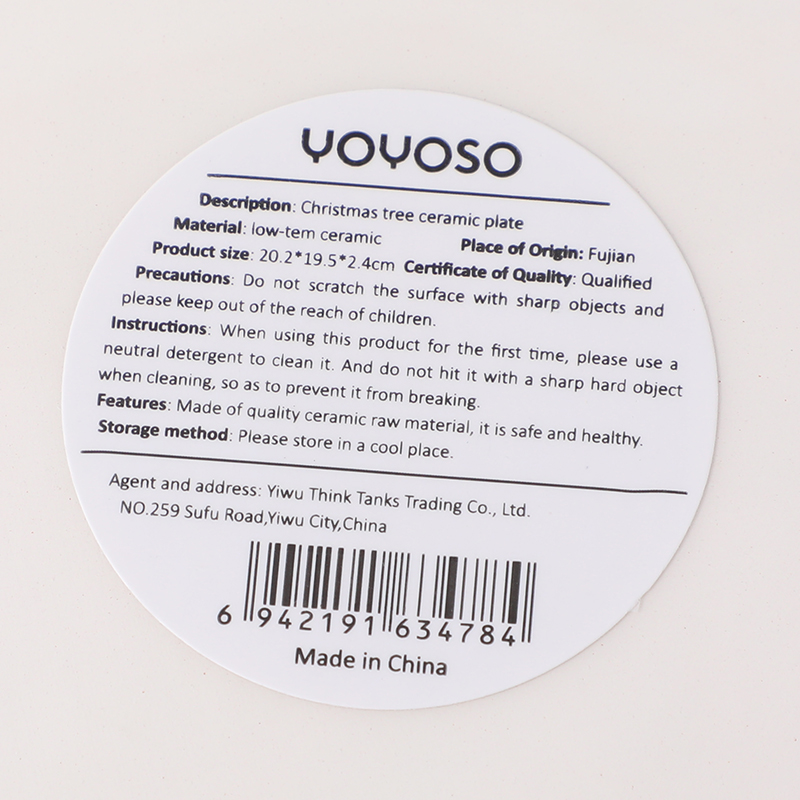 YOYOSO
Description: Christmas tree ceramic plate
Material: low-tem ceramic Place of Origin: Fujian
Product size: 20.2*19.5*2.4cm Certificate of Quality: Qualified
Precautions: Do not scratch the surface with sharp objects and
please keep out of the reach of children.
Instructions: When using this product for the first time, please use a
neutral detergent to clean it. And do not hit it with a sharp hard object
when cleaning, so as to prevent it from breaking.
Features: Made of quality ceramic raw material, it is safe and healthy.
Storage method: Please store in a cool place.
Agent and address: Yiwu Think Tanks Trading Co., Ltd.
NO.259 Sufu Road,Yiwu City,China
6 942191 634784
Made in China